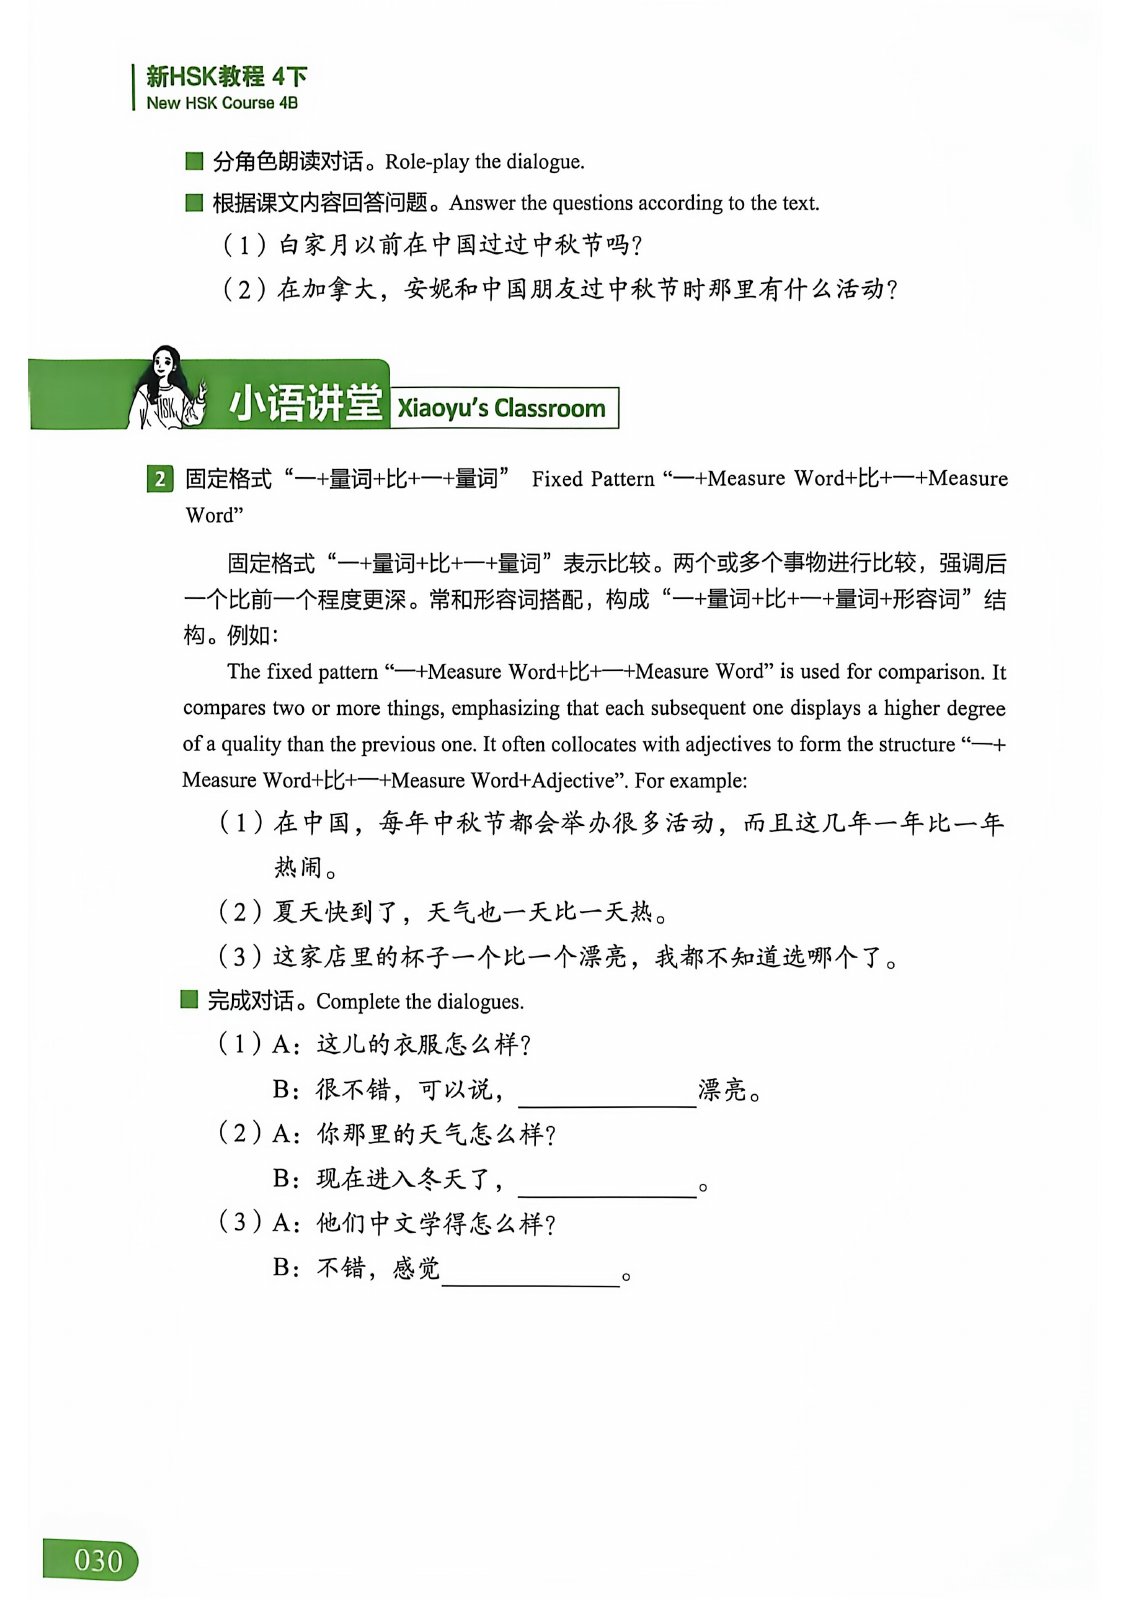 新HSK教程 4下
New HSK Course 4B
■ 分角色朗读对话。Role-play the dialogue.
■ 根据课文内容回答问题。Answer the questions according to the text.
（1）白家月以前在中国过过中秋节吗？
（2）在加拿大，安妮和中国朋友过中秋节时那里有什么活动？
HSK
小语讲堂 Xiaoyu's Classroom
2 固定格式“一+量词+比+一+量词” Fixed Pattern “一+Measure Word+比+一+Measure
Word”
固定格式“一+量词+比+一+量词”表示比较。两个或多个事物进行比较，强调后
一个比前一个程度更深。常和形容词搭配，构成“一+量词+比+一+量词+形容词”结
构。例如：
The fixed pattern “一+Measure Word+比+一+Measure Word” is used for comparison. It
compares two or more things, emphasizing that each subsequent one displays a higher degree
of a quality than the previous one. It often collocates with adjectives to form the structure “一+
Measure Word+比+一+Measure Word+Adjective”. For example:
（1）在中国，每年中秋节都会举办很多活动，而且这几年一年比一年
热闹。
（2）夏天快到了，天气也一天比一天热。
（3）这家店里的杯子一个比一个漂亮，我都不知道选哪个了。
■ 完成对话。Complete the dialogues.
（1）A：这儿的衣服怎么样？
B：很不错，可以说，______________漂亮。
（2）A：你那里的天气怎么样？
B：现在进入冬天了，______________。
（3）A：他们中文学得怎么样？
B：不错，感觉______________。
030